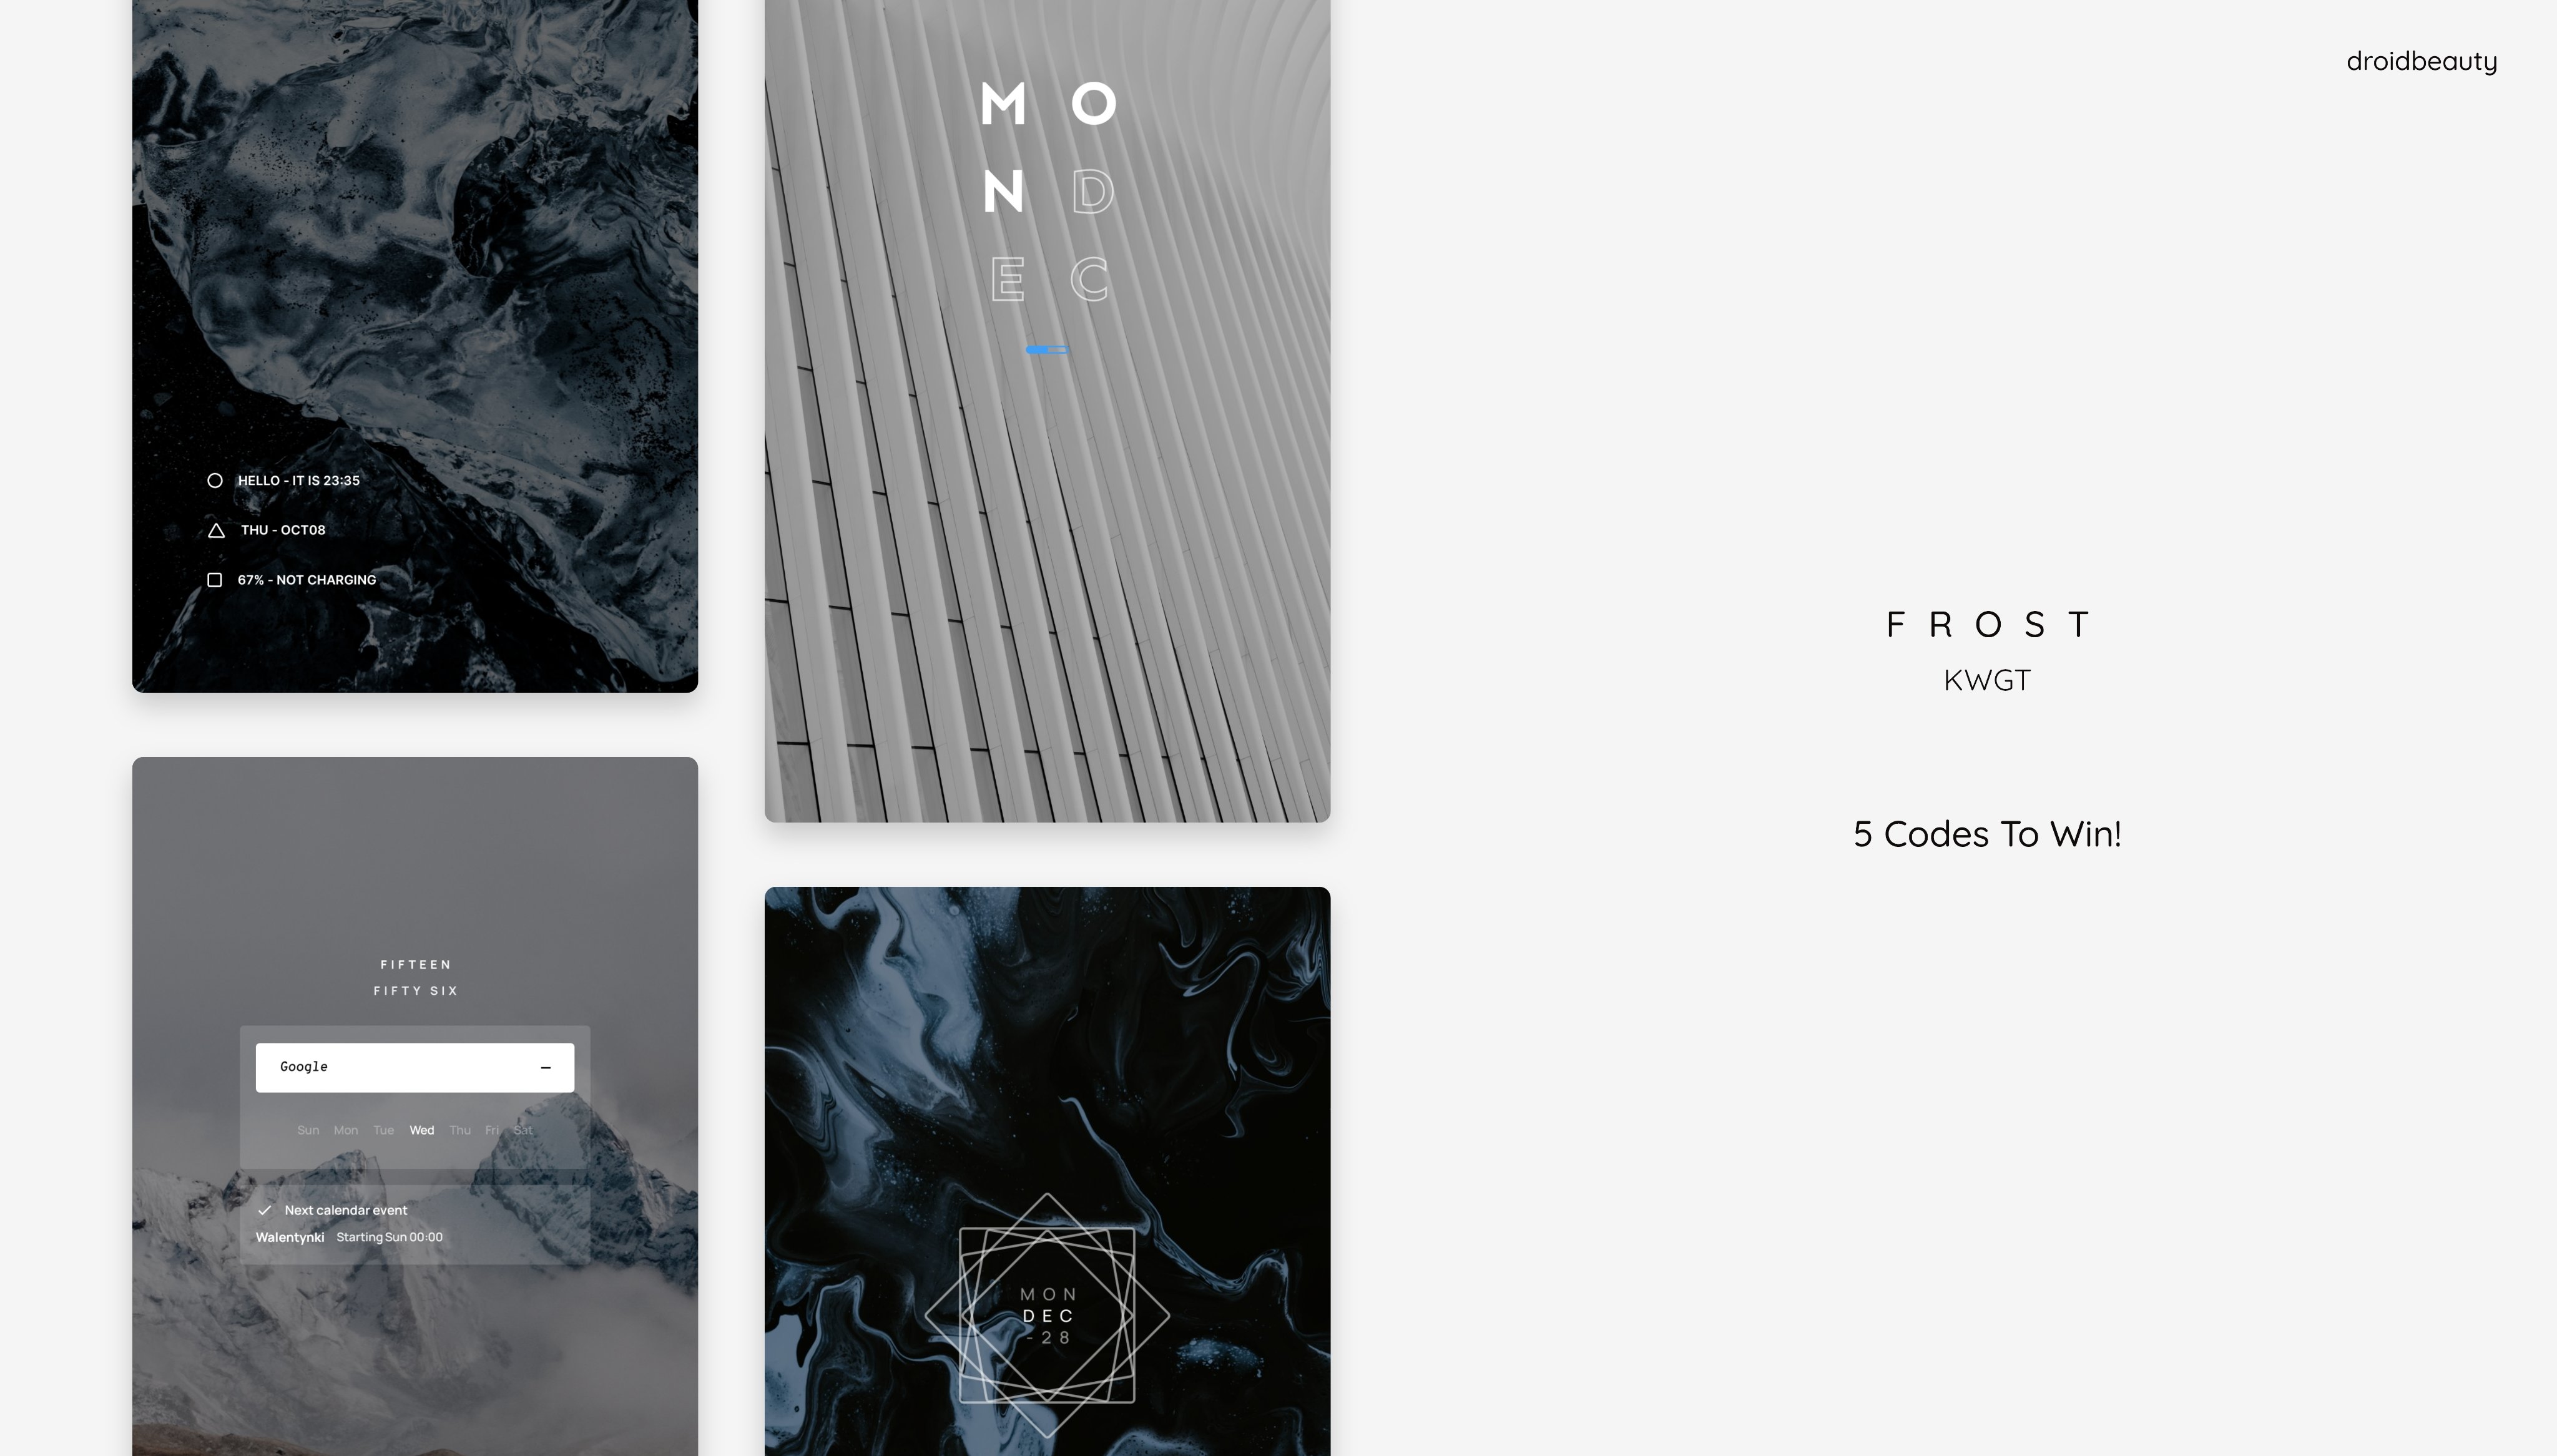 HELLO - IT IS 23:35
THU - OCT08
67% - NOT CHARGING
FIFTEEN
FIFTY SIX
Google
Sun Mon Tue Wed Thu Fri Sat
Next calendar event
Walentynki Starting Sun 00:00
M O
N D
E C
MON
DEC
- 28
droidbeauty
FROST
KWGT
5 Codes To Win!